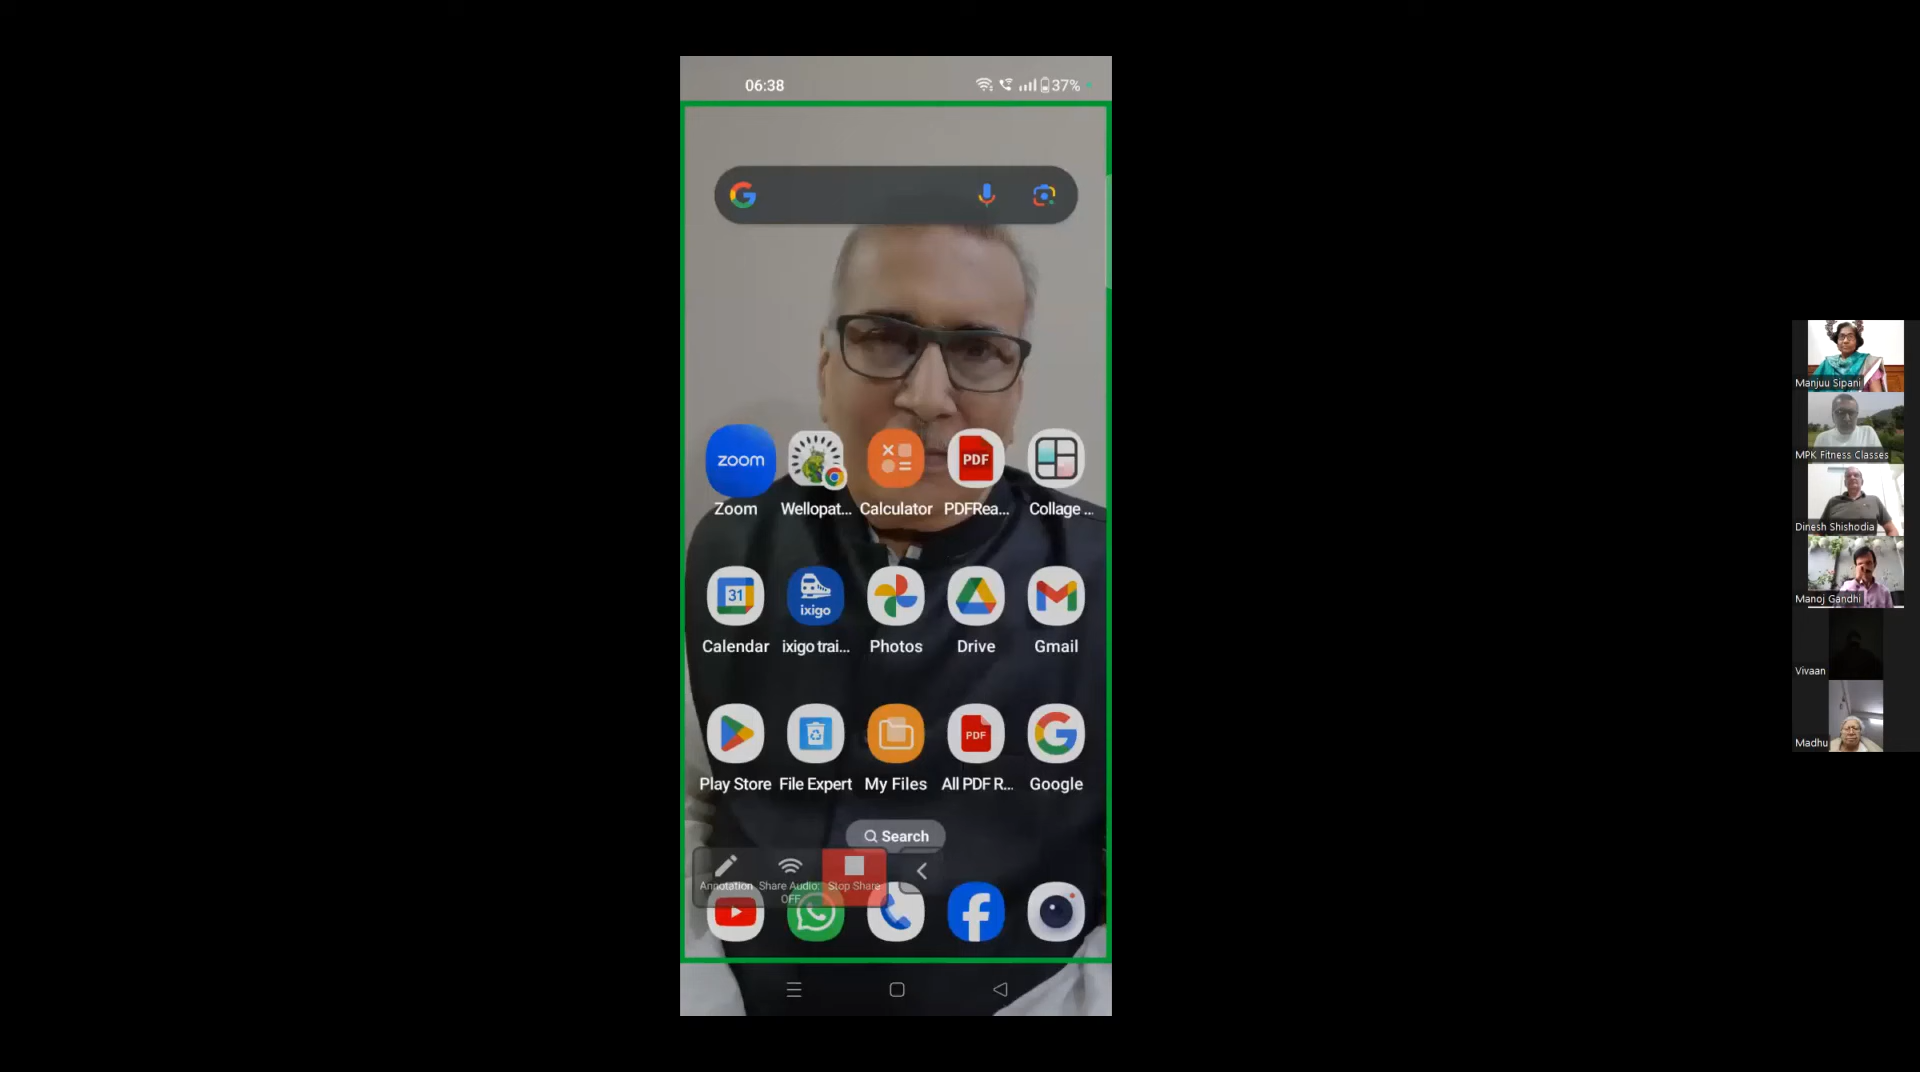 06:38
37%
zoom
PDF
Zoom
Wellopat...
Calculator
PDFRea...
Collage ...
31
ixigo
Calendar
ixigo trai...
Photos
Drive
Gmail
PDF
Play Store
File Expert
My Files
All PDF R...
Google
Search
Annotation
Share Audio:
OFF
Stop Share
Manjuu Sipani
MPK Fitness Classes
Dinesh Shishodia
Manoj Gandhi
Vivaan
Madhu